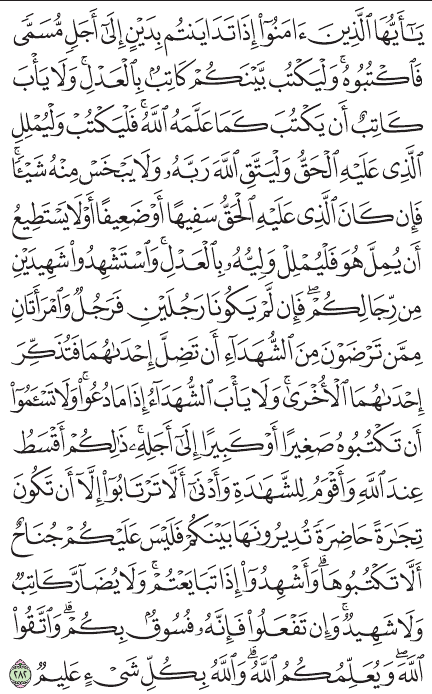 يَـٰٓأَيُّهَا ٱلَّذِينَ ءَامَنُوٓا۟ إِذَا تَدَايَنتُم بِدَيْنٍ إِلَىٰٓ أَجَلٍ مُّسَمًّى
فَٱكْتُبُوهُ ۚ وَلْيَكْتُب بَّيْنَكُمْ كَاتِبٌۢ بِٱلْعَدْلِ ۚ وَلَا يَأْبَ
كَاتِبٌ أَن يَكْتُبَ كَمَا عَلَّمَهُ ٱللَّهُ ۚ فَلْيَكْتُبْ وَلْيُمْلِلِ
ٱلَّذِى عَلَيْهِ ٱلْحَقُّ وَلْيَتَّقِ ٱللَّهَ رَبَّهُۥ وَلَا يَبْخَسْ مِنْهُ شَيْـًٔا ۚ
فَإِن كَانَ ٱلَّذِى عَلَيْهِ ٱلْحَقُّ سَفِيهًا أَوْ ضَعِيفًا أَوْ لَا يَسْتَطِيعُ
أَن يُمِلَّ هُوَ فَلْيُمْلِلْ وَلِيُّهُۥ بِٱلْعَدْلِ ۚ وَٱسْتَشْهِدُوا۟ شَهِيدَيْنِ
مِن رِّجَالِكُمْ ۖ فَإِن لَّمْ يَكُونَا رَجُلَيْنِ فَرَجُلٌ وَٱمْرَأَتَانِ
مِمَّن تَرْضَوْنَ مِنَ ٱلشُّهَدَآءِ أَن تَضِلَّ إِحْدَىٰهُمَا فَتُذَكِّرَ
إِحْدَىٰهُمَا ٱلْأُخْرَىٰ ۚ وَلَا يَأْبَ ٱلشُّهَدَآءُ إِذَا مَا دُعُوا۟ ۚ وَلَا تَسْـَٔمُوٓا۟
أَن تَكْتُبُوهُ صَغِيرًا أَوْ كَبِيرًا إِلَىٰٓ أَجَلِهِۦ ۚ ذَٰلِكُمْ أَقْسَطُ
عِندَ ٱللَّهِ وَأَقْوَمُ لِلشَّهَـٰدَةِ وَأَدْنَىٰٓ أَلَّا تَرْتَابُوٓا۟ ۖ إِلَّآ أَن تَكُونَ
تِجَـٰرَةً حَاضِرَةً تُدِيرُونَهَا بَيْنَكُمْ فَلَيْسَ عَلَيْكُمْ جُنَاحٌ
أَلَّا تَكْتُبُوهَا ۗ وَأَشْهِدُوٓا۟ إِذَا تَبَايَعْتُمْ ۚ وَلَا يُضَآرَّ كَاتِبٌ
وَلَا شَهِيدٌ ۚ وَإِن تَفْعَلُوا۟ فَإِنَّهُۥ فُسُوقٌۢ بِكُمْ ۗ وَٱتَّقُوا۟
ٱللَّهَ ۖ وَيُعَلِّمُكُمُ ٱللَّهُ ۗ وَٱللَّهُ بِكُلِّ شَىْءٍ عَلِيمٌ ٢٨٢